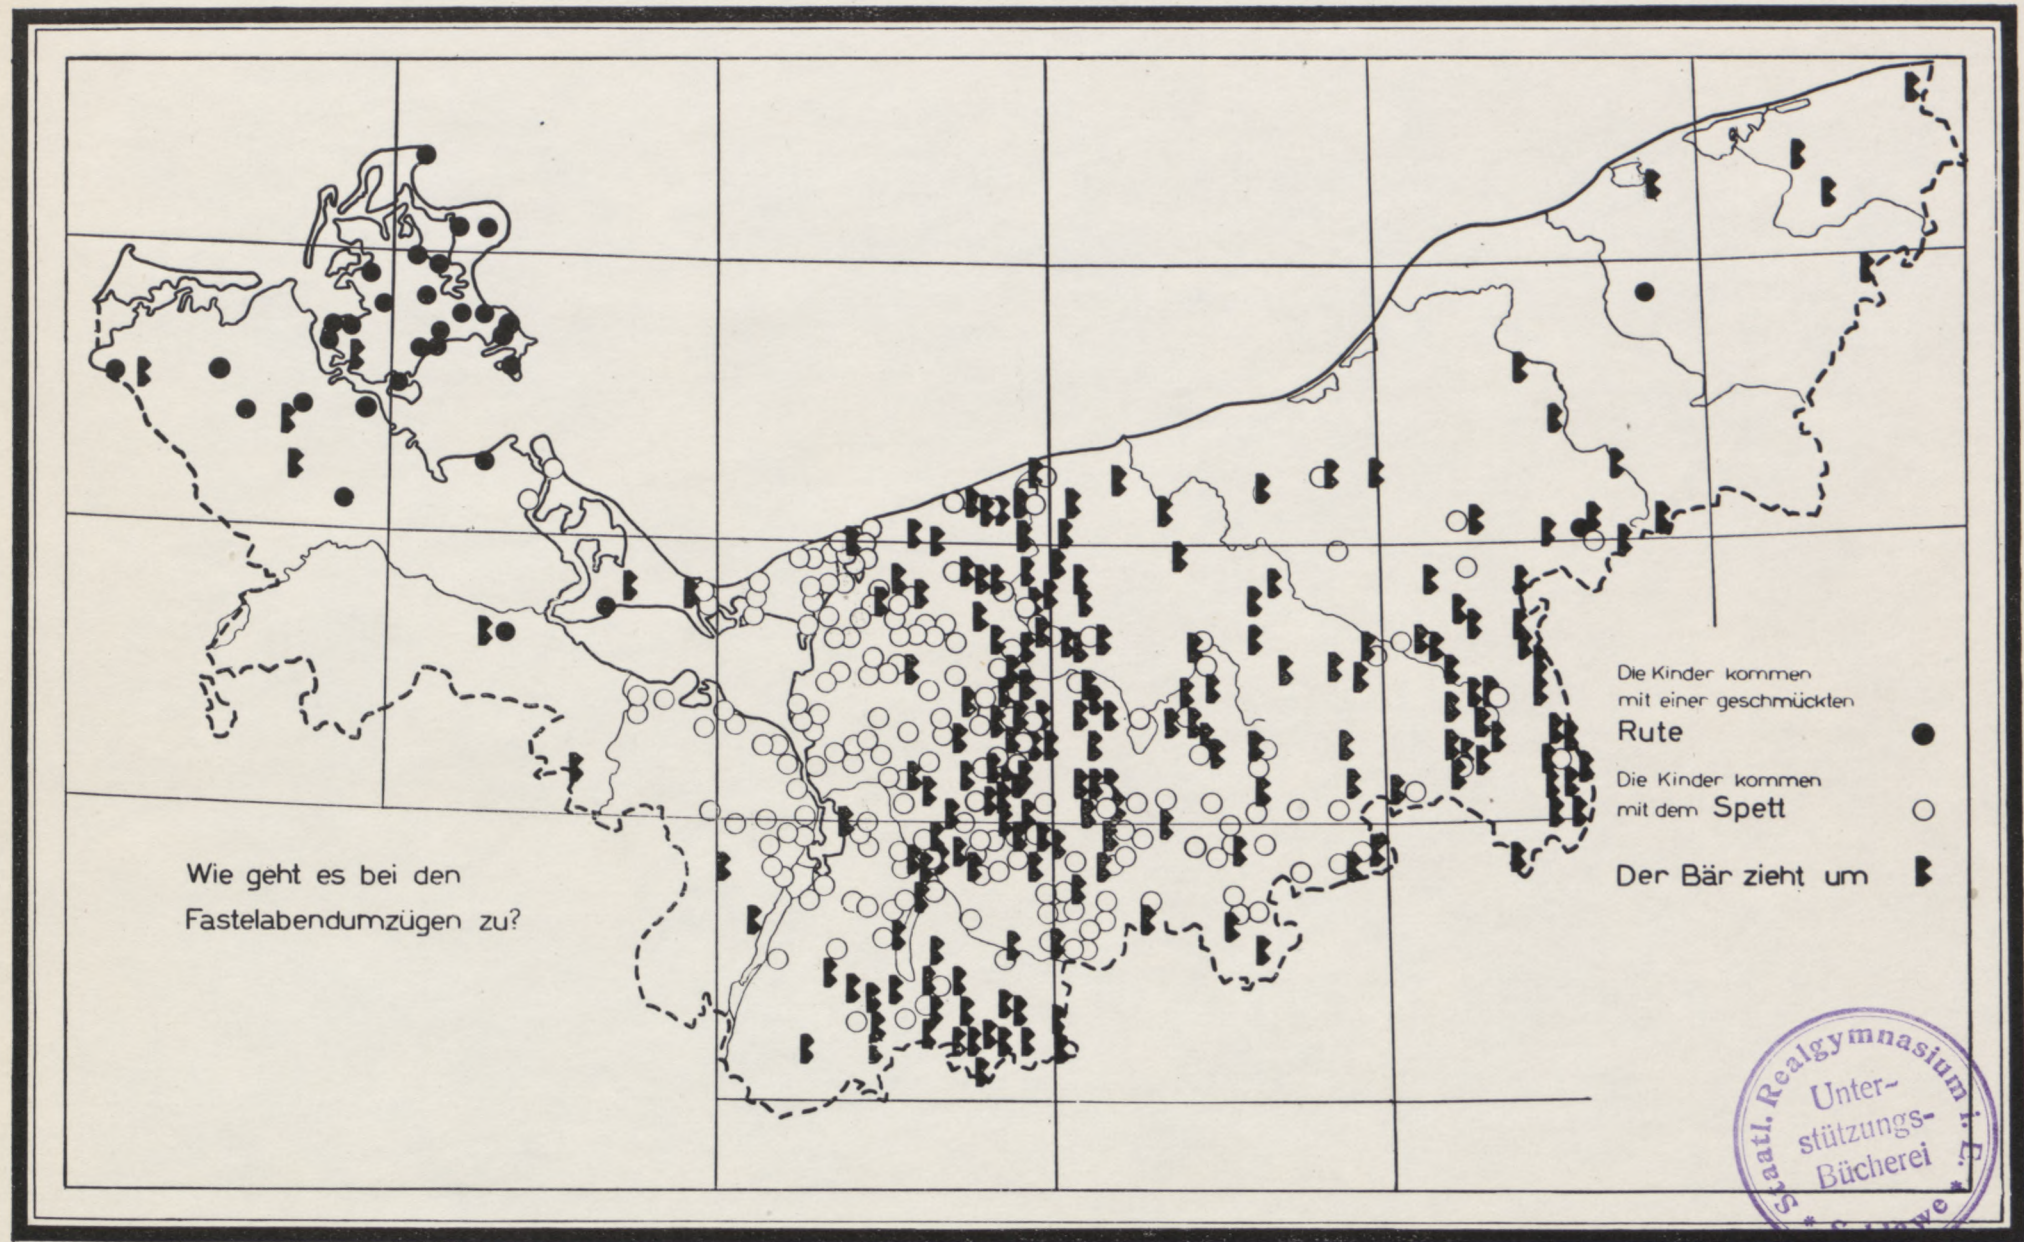 Wie geht es bei den
Fastelabendumzügen zu?
Die Kinder kommen
mit einer geschmückten
Rute
Die Kinder kommen
mit dem Spett
Der Bär zieht um
Staatl. Realgymnasium i. E.
Unter-
stützungs-
Bücherei